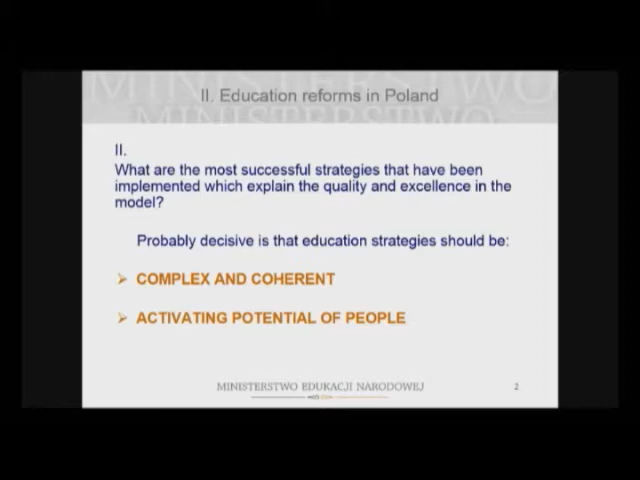 MINISTERSTWO
II. Education reforms in Poland
MINISTERSTWO
II.
What are the most successful strategies that have been
implemented which explain the quality and excellence in the
model?
Probably decisive is that education strategies should be:
COMPLEX AND COHERENT
ACTIVATING POTENTIAL OF PEOPLE
MINISTERSTWO EDUKACJI NARODOWEJ
2